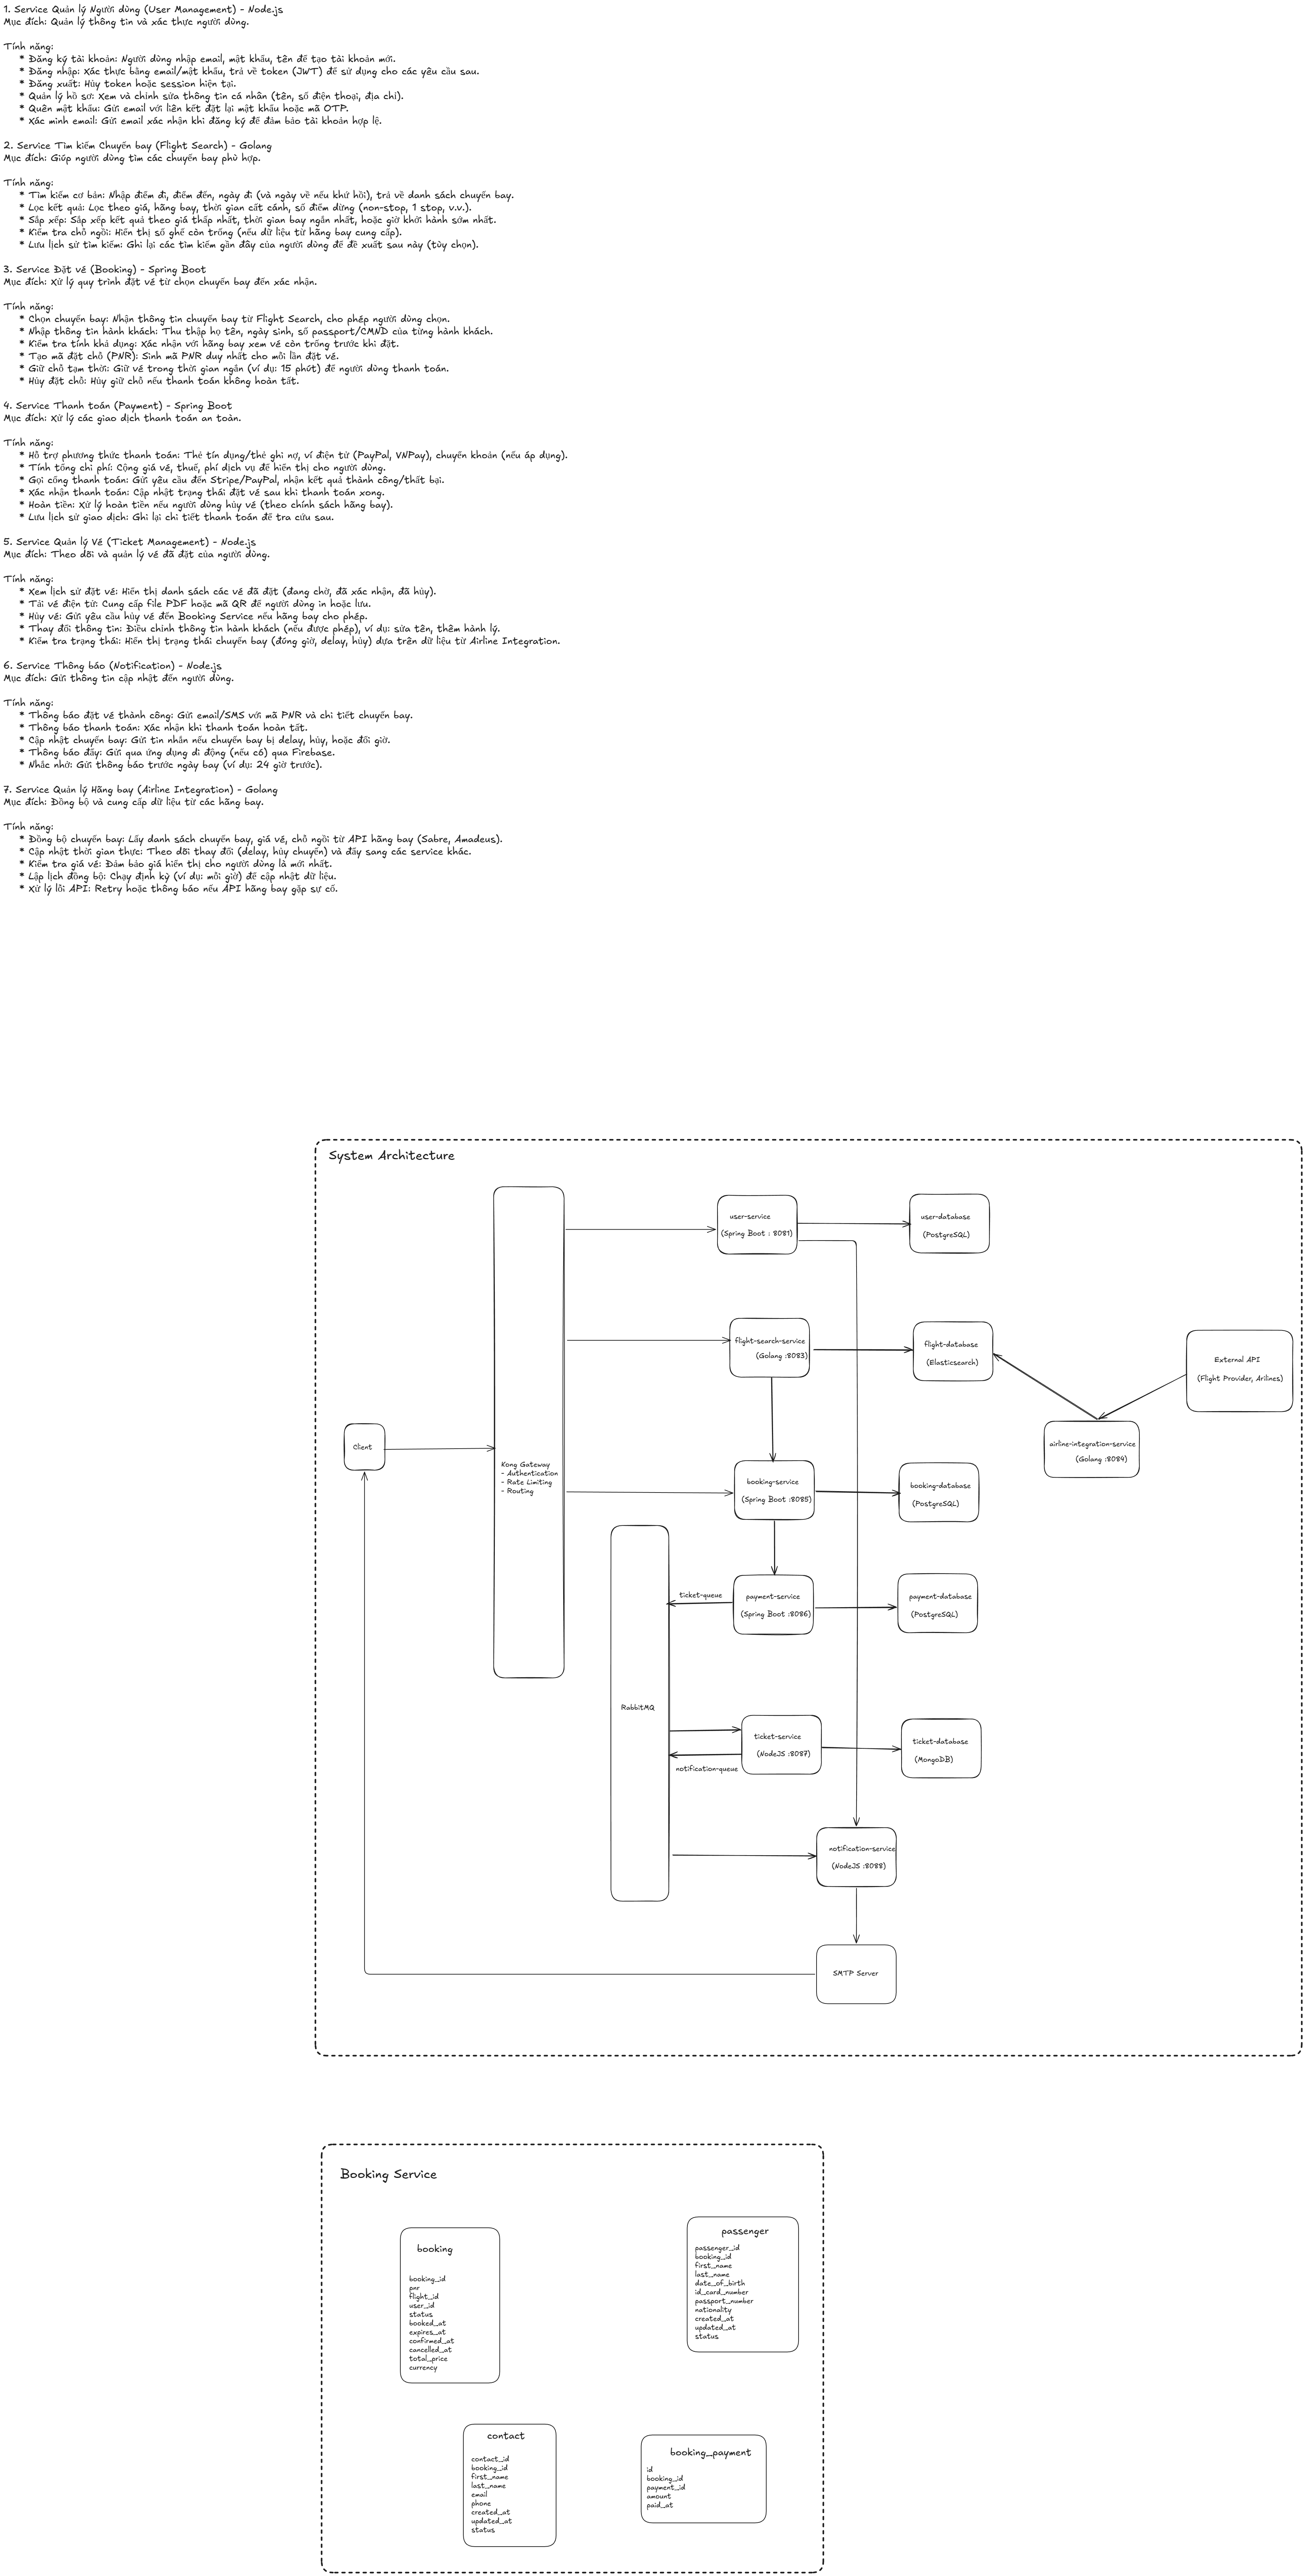 1. Service Quản lý Người dùng (User Management) - Node.js
Mục đích: Quản lý thông tin và xác thực người dùng.
Tính năng:
* Đăng ký tài khoản: Người dùng nhập email, mật khẩu, tên để tạo tài khoản mới.
* Đăng nhập: Xác thực bằng email/mật khẩu, trả về token (JWT) để sử dụng cho các yêu cầu sau.
* Đăng xuất: Hủy token hoặc session hiện tại.
* Quản lý hồ sơ: Xem và chỉnh sửa thông tin cá nhân (tên, số điện thoại, địa chỉ).
* Quên mật khẩu: Gửi email với liên kết đặt lại mật khẩu hoặc mã OTP.
* Xác minh email: Gửi email xác nhận khi đăng ký để đảm bảo tài khoản hợp lệ.
2. Service Tìm kiếm Chuyến bay (Flight Search) - Golang
Mục đích: Giúp người dùng tìm các chuyến bay phù hợp.
Tính năng:
* Tìm kiếm cơ bản: Nhập điểm đi, điểm đến, ngày đi (và ngày về nếu khứ hồi), trả về danh sách chuyến bay.
* Lọc kết quả: Lọc theo giá, hãng bay, thời gian cất cánh, số điểm dừng (non-stop, 1 stop, v.v.).
* Sắp xếp: Sắp xếp kết quả theo giá thấp nhất, thời gian bay ngắn nhất, hoặc giờ khởi hành sớm nhất.
* Kiểm tra chỗ ngồi: Hiển thị số ghế còn trống (nếu dữ liệu từ hãng bay cung cấp).
* Lưu lịch sử tìm kiếm: Ghi lại các tìm kiếm gần đây của người dùng để đề xuất sau này (tùy chọn).
3. Service Đặt vé (Booking) - Spring Boot
Mục đích: Xử lý quy trình đặt vé từ chọn chuyến bay đến xác nhận.
Tính năng:
* Chọn chuyến bay: Nhận thông tin chuyến bay từ Flight Search, cho phép người dùng chọn.
* Nhập thông tin hành khách: Thu thập họ tên, ngày sinh, số passport/CMND của từng hành khách.
* Kiểm tra tính khả dụng: Xác nhận với hãng bay xem vé còn trống trước khi đặt.
* Tạo mã đặt chỗ (PNR): Sinh mã PNR duy nhất cho mỗi lần đặt vé.
* Giữ chỗ tạm thời: Giữ vé trong thời gian ngắn (ví dụ: 15 phút) để người dùng thanh toán.
* Hủy đặt chỗ: Hủy giữ chỗ nếu thanh toán không hoàn tất.
4. Service Thanh toán (Payment) - Spring Boot
Mục đích: Xử lý các giao dịch thanh toán an toàn.
Tính năng:
* Hỗ trợ phương thức thanh toán: Thẻ tín dụng/thẻ ghi nợ, ví điện tử (PayPal, VNPay), chuyển khoản (nếu áp dụng).
* Tính tổng chi phí: Cộng giá vé, thuế, phí dịch vụ để hiển thị cho người dùng.
* Gọi cổng thanh toán: Gửi yêu cầu đến Stripe/PayPal, nhận kết quả thành công/thất bại.
* Xác nhận thanh toán: Cập nhật trạng thái đặt vé sau khi thanh toán xong.
* Hoàn tiền: Xử lý hoàn tiền nếu người dùng hủy vé (theo chính sách hãng bay).
* Lưu lịch sử giao dịch: Ghi lại chi tiết thanh toán để tra cứu sau.
5. Service Quản lý Vé (Ticket Management) - Node.js
Mục đích: Theo dõi và quản lý vé đã đặt của người dùng.
Tính năng:
* Xem lịch sử đặt vé: Hiển thị danh sách các vé đã đặt (đang chờ, đã xác nhận, đã hủy).
* Tải vé điện tử: Cung cấp file PDF hoặc mã QR để người dùng in hoặc lưu.
* Hủy vé: Gửi yêu cầu hủy vé đến Booking Service nếu hãng bay cho phép.
* Thay đổi thông tin: Điều chỉnh thông tin hành khách (nếu được phép), ví dụ: sửa tên, thêm hành lý.
* Kiểm tra trạng thái: Hiển thị trạng thái chuyến bay (đúng giờ, delay, hủy) dựa trên dữ liệu từ Airline Integration.
6. Service Thông báo (Notification) - Node.js
Mục đích: Gửi thông tin cập nhật đến người dùng.
Tính năng:
* Thông báo đặt vé thành công: Gửi email/SMS với mã PNR và chi tiết chuyến bay.
* Thông báo thanh toán: Xác nhận khi thanh toán hoàn tất.
* Cập nhật chuyến bay: Gửi tin nhắn nếu chuyến bay bị delay, hủy, hoặc đổi giờ.
* Thông báo đẩy: Gửi qua ứng dụng di động (nếu có) qua Firebase.
* Nhắc nhở: Gửi thông báo trước ngày bay (ví dụ: 24 giờ trước).
7. Service Quản lý Hãng bay (Airline Integration) - Golang
Mục đích: Đồng bộ và cung cấp dữ liệu từ các hãng bay.
Tính năng:
* Đồng bộ chuyến bay: Lấy danh sách chuyến bay, giá vé, chỗ ngồi từ API hãng bay (Sabre, Amadeus).
* Cập nhật thời gian thực: Theo dõi thay đổi (delay, hủy chuyến) và đẩy sang các service khác.
* Kiểm tra giá vé: Đảm bảo giá hiển thị cho người dùng là mới nhất.
* Lập lịch đồng bộ: Chạy định kỳ (ví dụ: mỗi giờ) để cập nhật dữ liệu.
* Xử lý lỗi API: Retry hoặc thông báo nếu API hãng bay gặp sự cố.
System Architecture
user-service
(Spring Boot : 8081)
user-database
(PostgreSQL)
flight-search-service
(Golang :8083)
flight-database
(Elasticsearch)
External API
(Flight Provider, Arilines)
airline-integration-service
(Golang :8084)
Client
Kong Gateway
- Authentication
- Rate Limiting
- Routing
booking-service
(Spring Boot :8085)
booking-database
(PostgreSQL)
ticket-queue
payment-service
(Spring Boot :8086)
payment-database
(PostgreSQL)
RabbitMQ
ticket-service
(NodeJS :8087)
ticket-database
(MongoDB)
notification-queue
notification-service
(NodeJS :8088)
SMTP Server
Booking Service
booking
booking_id
pnr
flight_id
user_id
status
booked_at
expires_at
confirmed_at
cancelled_at
total_price
currency
passenger
passenger_id
booking_id
first_name
last_name
date_of_birth
id_card_number
passport_number
nationality
created_at
updated_at
status
contact
contact_id
booking_id
first_name
last_name
email
phone
created_at
updated_at
status
booking_payment
id
booking_id
payment_id
amount
paid_at